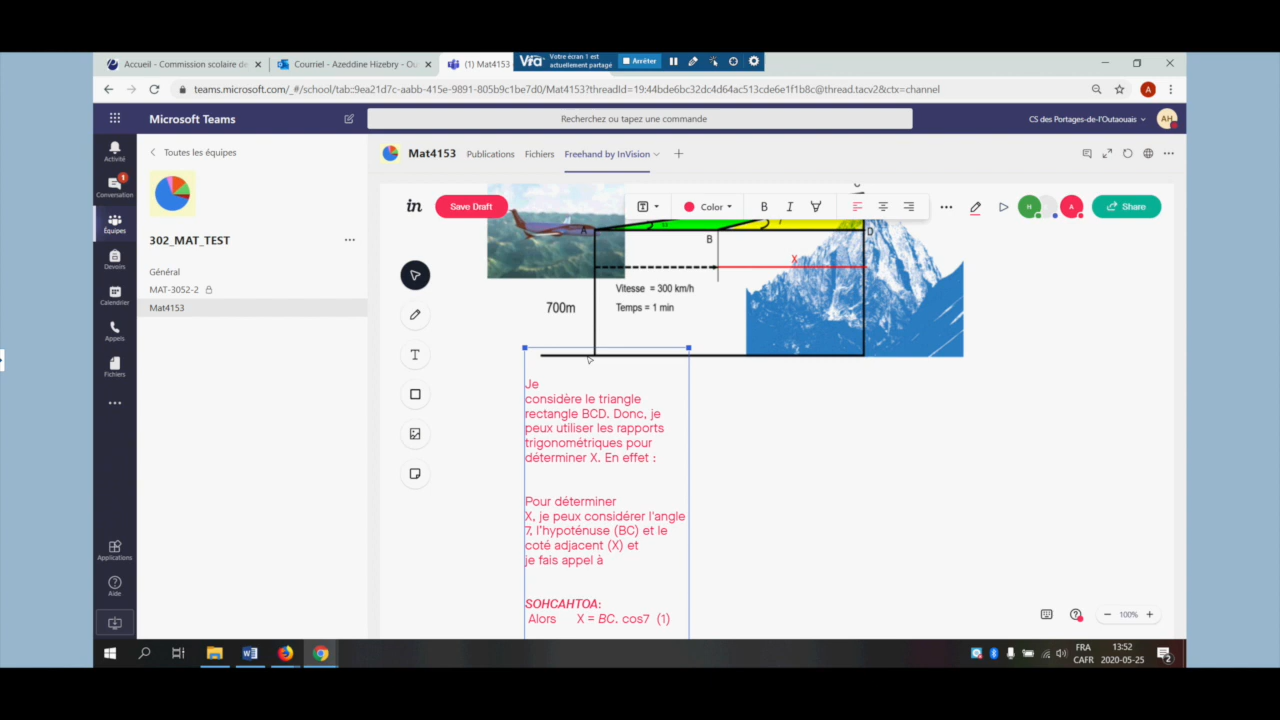 Accueil - Commission scolaire de
Courriel - Azeddine Hizebry - Ou
(1) Mat4153
Vía
Votre écran 1 est
actuellement partagé
Arrêter
teams.microsoft.com/_#/school/tab::9ea21d7c-aabb-415e-9891-805b9c1be7d0/Mat4153?threadId=19:44bde6bc32dc4d64ac513cde6e1f1b8c@thread.tacv2&ctx=channel
A
Microsoft Teams
Recherchez ou tapez une commande
CS des Portages-de-l'Outaouais
AH
Activité
Conversation
1
Équipes
Devoirs
Calendrier
Appels
Fichiers
Applications
Aide
Toutes les équipes
302_MAT_TEST
Général
MAT-3052-2
Mat4153
Mat4153
Publications
Fichiers
Freehand by InVision
in
Save Draft
T
Color
B
I
H
A
Share
T
A
B
D
X
Vitesse = 300 km/h
Temps = 1 min
700m
Je
considère le triangle
rectangle BCD. Donc, je
peux utiliser les rapports
trigonométriques pour
déterminer X. En effet :
Pour déterminer
X, je peux considérer l'angle
7, l'hypoténuse (BC) et le
coté adjacent (X) et
je fais appel à
SOHCAHTOA:
Alors X = BC. cos7 (1)
100%
FRA
CAFR
13:52
2020-05-25
2